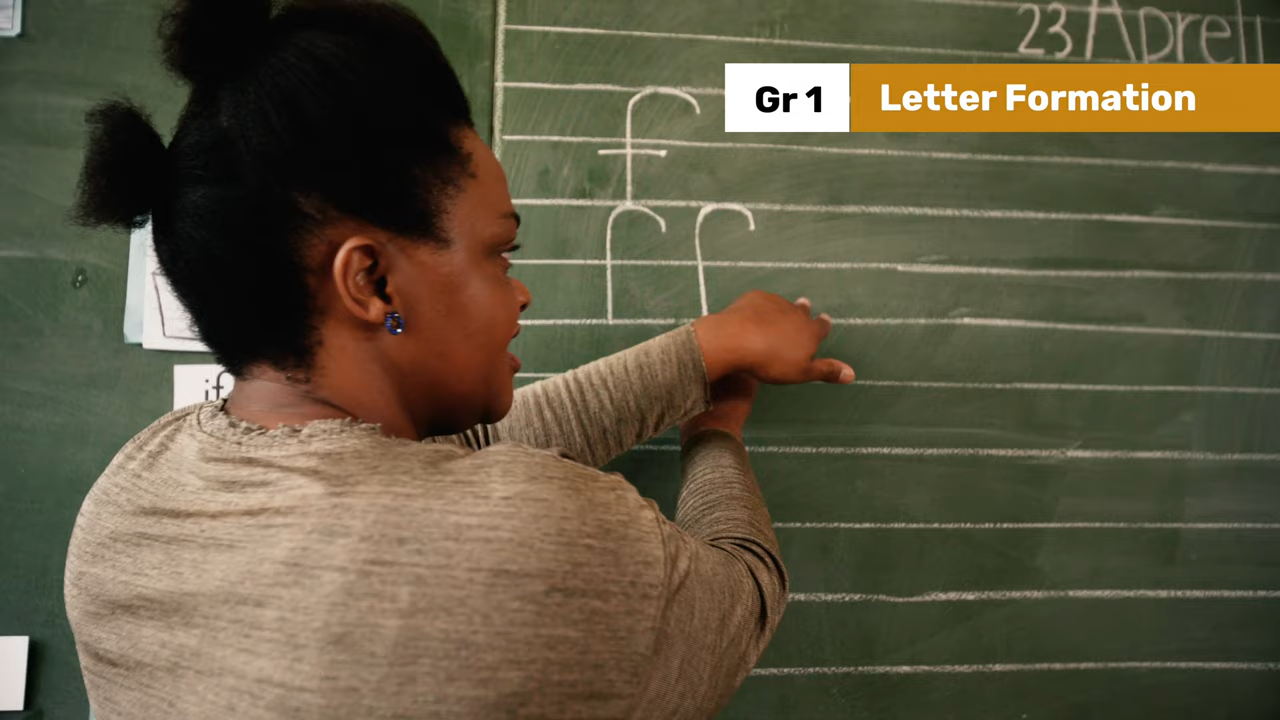 23 Apreil
Gr 1 Letter Formation
f
f f
if